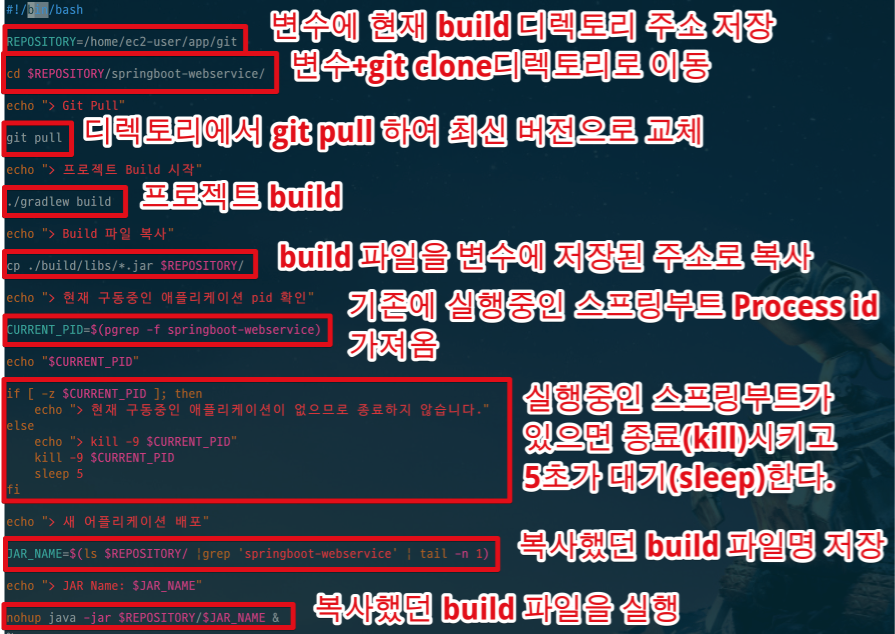 #!/bin/bash
REPOSITORY=/home/ec2-user/app/git
변수에 현재 build 디렉토리 주소 저장
cd $REPOSITORY/springboot-webservice/
변수+git clone디렉토리로 이동
echo "> Git Pull"
git pull
디렉토리에서 git pull 하여 최신 버전으로 교체
echo "> 프로젝트 Build 시작"
./gradlew build
프로젝트 build
echo "> Build 파일 복사"
cp ./build/libs/*.jar $REPOSITORY/
build 파일을 변수에 저장된 주소로 복사
echo "> 현재 구동중인 애플리케이션 pid 확인"
CURRENT_PID=$(pgrep -f springboot-webservice)
기존에 실행중인 스프링부트 Process id
가져옴
echo "$CURRENT_PID"
if [ -z $CURRENT_PID ]; then
echo "> 현재 구동중인 애플리케이션이 없으므로 종료하지 않습니다."
else
echo "> kill -9 $CURRENT_PID"
kill -9 $CURRENT_PID
sleep 5
fi
실행중인 스프링부트가
있으면 종료(kill)시키고
5초가 대기(sleep)한다.
echo "> 새 어플리케이션 배포"
JAR_NAME=$(ls $REPOSITORY/ |grep 'springboot-webservice' | tail -n 1)
복사했던 build 파일명 저장
echo "> JAR Name: $JAR_NAME"
nohup java -jar $REPOSITORY/$JAR_NAME &
복사했던 build 파일을 실행